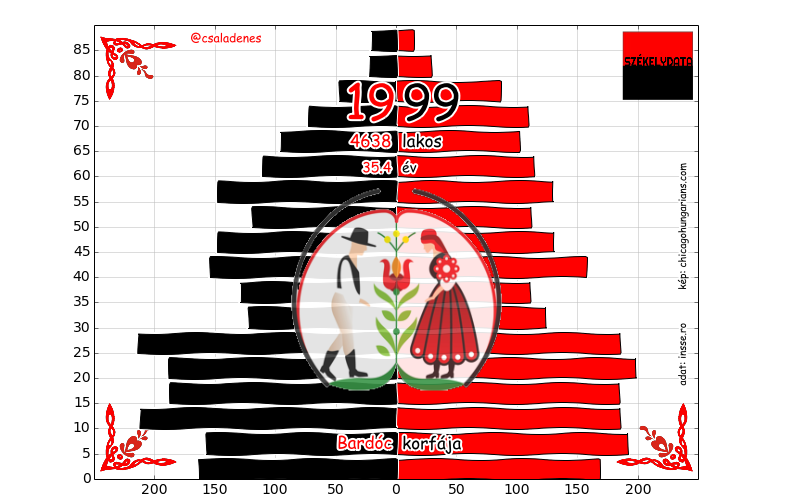 @csaladenes
SZÉKELYDATA
1999
4638 lakos
35.4 év
kép: chicagohungarians.com
adat: insse.ro
Bardóc korfája
85
80
75
70
65
60
55
50
45
40
35
30
25
20
15
10
5
0
200 150 100 50 0 50 100 150 200